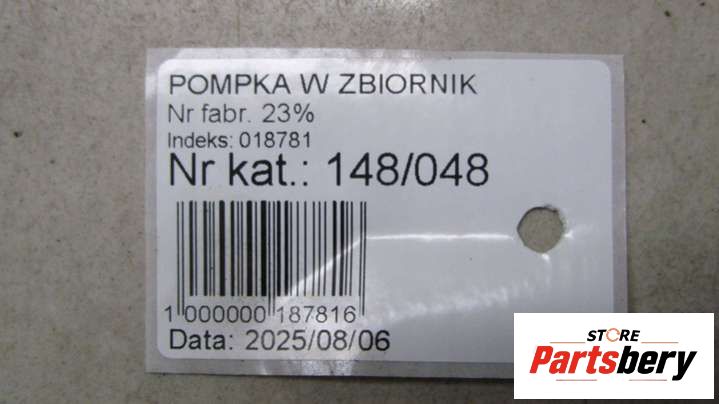 POMPKA W ZBIORNIK
Nr fabr. 23%
Indeks: 018781
Nr kat.: 148/048
1 000000 187816
Data: 2025/08/06
STORE
Partsbery